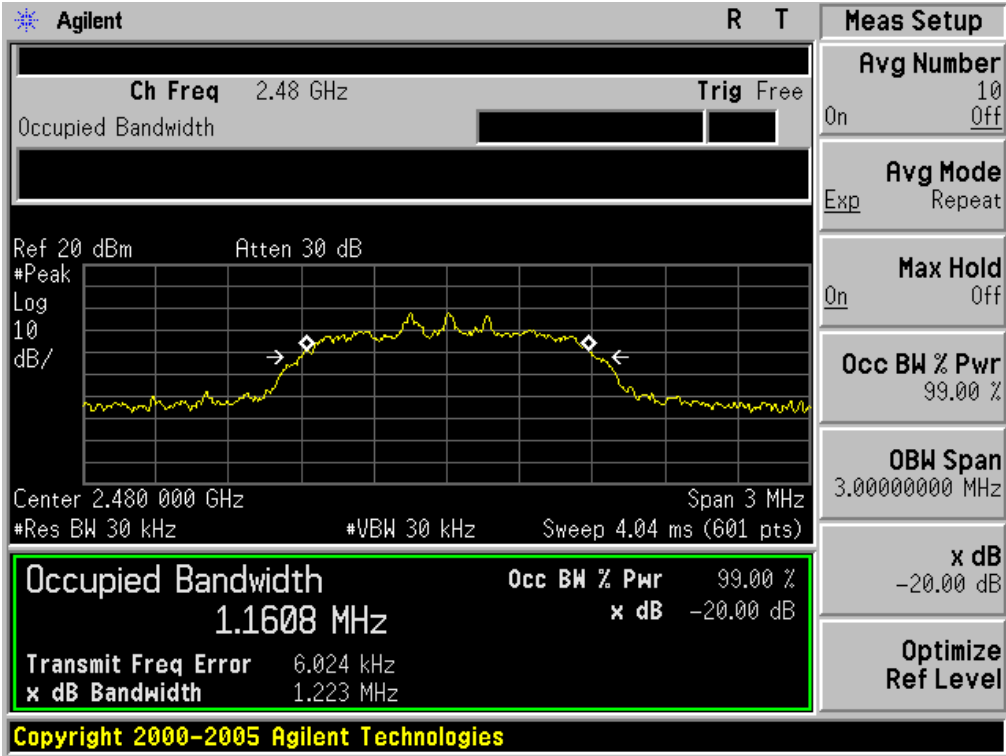 Agilent R T
Ch Freq 2.48 GHz Trig Free
Occupied Bandwidth
Ref 20 dBm Atten 30 dB
#Peak
Log
10
dB/
Center 2.480 000 GHz Span 3 MHz
#Res BW 30 kHz #VBW 30 kHz Sweep 4.04 ms (601 pts)
Occupied Bandwidth Occ BW % Pwr 99.00 %
1.1608 MHz x dB -20.00 dB
Transmit Freq Error 6.024 kHz
x dB Bandwidth 1.223 MHz
Copyright 2000-2005 Agilent Technologies
Meas Setup
Avg Number
10
On Off
Avg Mode
Exp Repeat
Max Hold
On Off
Occ BW % Pwr
99.00 %
OBW Span
3.00000000 MHz
x dB
-20.00 dB
Optimize
Ref Level